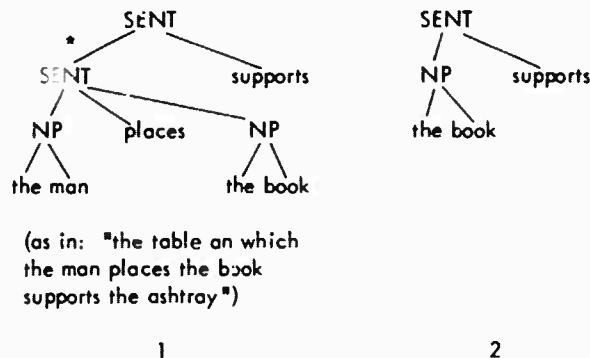 SENT SENT
*
SENT supports NP supports
NP places NP the book
the man the book
(as in: "the table an which
the man places the book
supports the ashtray")
1 2